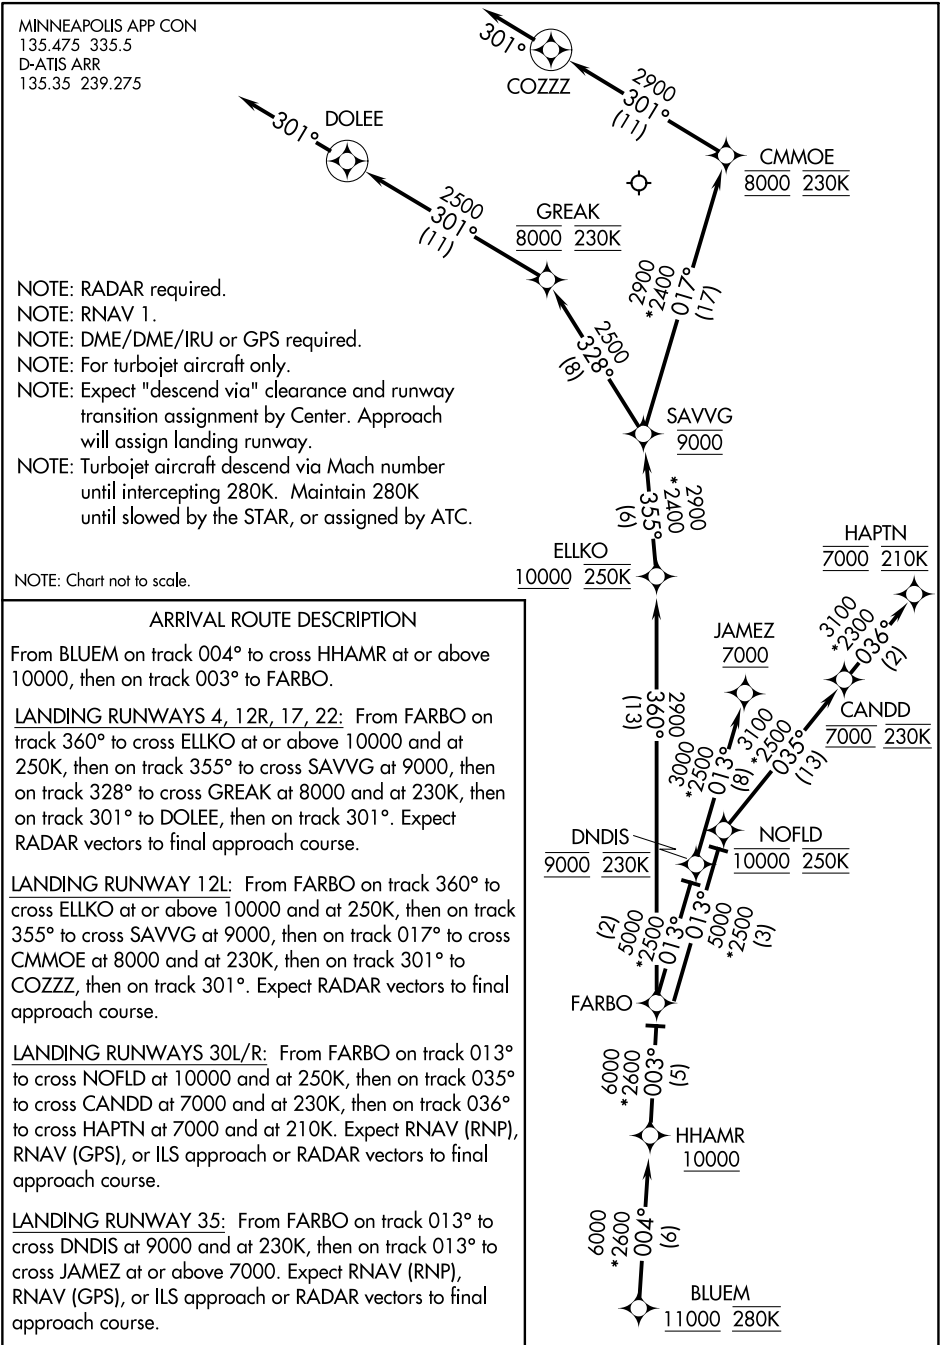 MINNEAPOLIS APP CON
135.475 335.5
D-ATIS ARR
135.35 239.275
301°
COZZZ
2900
301°
(11)
CMMOE
8000 230K
301°
DOLEE
2500
301°
(11)
GREAK
8000 230K
2900
*2400
017°
(17)
2500
328°
(8)
SAVVG
9000
NOTE: RADAR required.
NOTE: RNAV 1.
NOTE: DME/DME/IRU or GPS required.
NOTE: For turbojet aircraft only.
NOTE: Expect "descend via" clearance and runway
transition assignment by Center. Approach
will assign landing runway.
NOTE: Turbojet aircraft descend via Mach number
until intercepting 280K. Maintain 280K
until slowed by the STAR, or assigned by ATC.
NOTE: Chart not to scale.
2900
*2400
355°
(6)
ELLKO
10000 250K
HAPTN
7000 210K
3100
*2300
036°
(2)
JAMEZ
7000
CANDD
7000 230K
2900
360°
(13)
3000
*2500
013°
(8)
3100
*2500
035°
(13)
DNDIS
9000 230K
NOFLD
10000 250K
(2)
5000
*2500
013°
013°
5000
*2500
(3)
FARBO
6000
*2600
003°
(5)
HHAMR
10000
6000
*2600
004°
(6)
BLUEM
11000 280K
ARRIVAL ROUTE DESCRIPTION
From BLUEM on track 004° to cross HHAMR at or above
10000, then on track 003° to FARBO.
LANDING RUNWAYS 4, 12R, 17, 22: From FARBO on
track 360° to cross ELLKO at or above 10000 and at
250K, then on track 355° to cross SAVVG at 9000, then
on track 328° to cross GREAK at 8000 and at 230K, then
on track 301° to DOLEE, then on track 301°. Expect
RADAR vectors to final approach course.
LANDING RUNWAY 12L: From FARBO on track 360° to
cross ELLKO at or above 10000 and at 250K, then on track
355° to cross SAVVG at 9000, then on track 017° to cross
CMMOE at 8000 and at 230K, then on track 301° to
COZZZ, then on track 301°. Expect RADAR vectors to final
approach course.
LANDING RUNWAYS 30L/R: From FARBO on track 013°
to cross NOFLD at 10000 and at 250K, then on track 035°
to cross CANDD at 7000 and at 230K, then on track 036°
to cross HAPTN at 7000 and at 210K. Expect RNAV (RNP),
RNAV (GPS), or ILS approach or RADAR vectors to final
approach course.
LANDING RUNWAY 35: From FARBO on track 013° to
cross DNDIS at 9000 and at 230K, then on track 013° to
cross JAMEZ at or above 7000. Expect RNAV (RNP),
RNAV (GPS), or ILS approach or RADAR vectors to final
approach course.